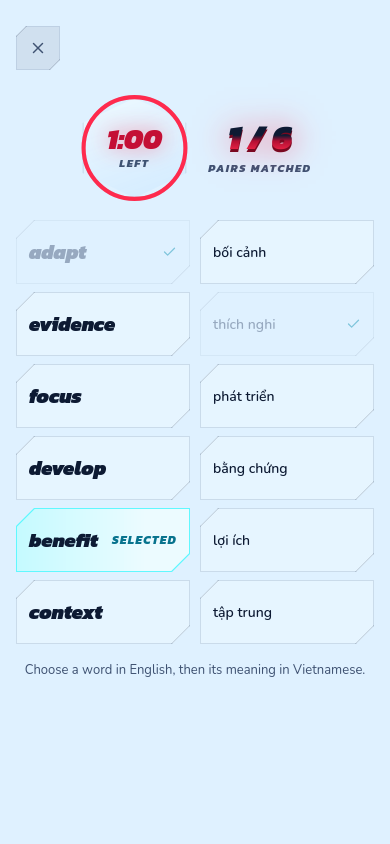 1:00
LEFT
1/6
PAIRS MATCHED
adapt
bối cảnh
evidence
thích nghi
focus
phát triển
develop
bằng chứng
benefit SELECTED
lợi ích
context
tập trung
Choose a word in English, then its meaning in Vietnamese.